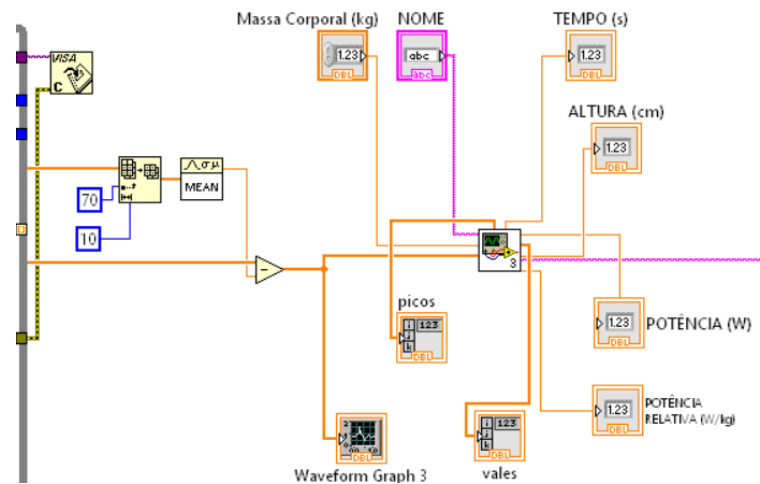 Massa Corporal (kg)
NOME
TEMPO (s)
VISA
C
1.23
DBL
abc
abc
1.23
DBL
ALTURA (cm)
1.23
DBL
70
10
σμ
MEAN
3
picos
i
j
k
123
DBL
1.23
DBL
POTÊNCIA (W)
1.23
DBL
POTÊNCIA
RELATIVA (W/kg)
DBL
Waveform Graph 3
i
j
k
123
DBL
vales